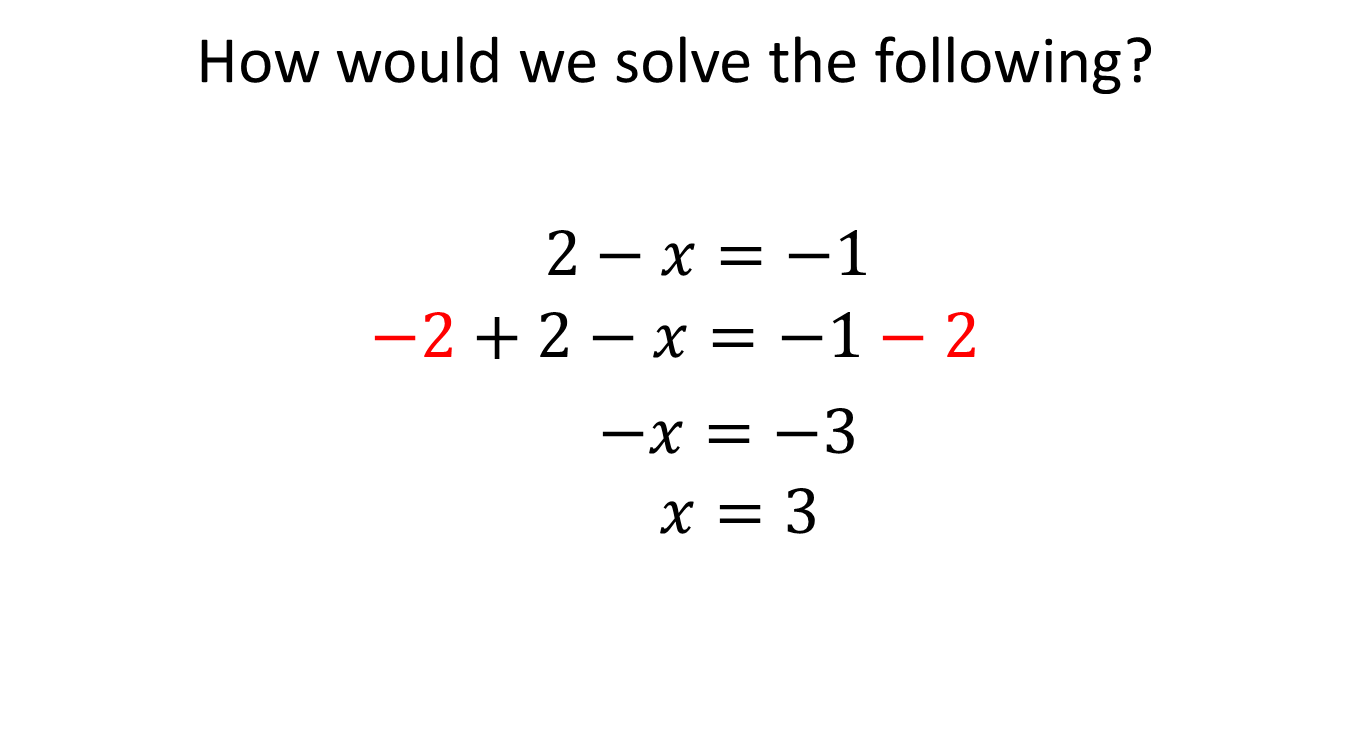 How would we solve the following?
2 − x = −1
−2 + 2 − x = −1 − 2
−x = −3
x = 3